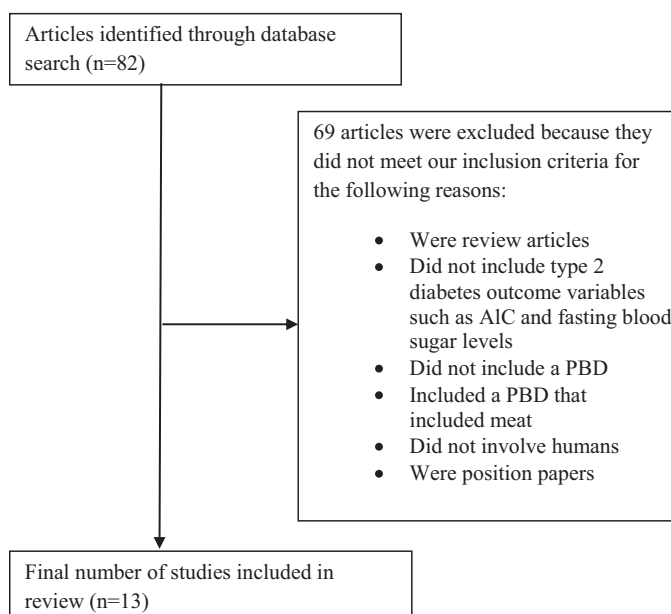 Articles identified through database
search (n=82)
69 articles were excluded because they
did not meet our inclusion criteria for
the following reasons:
• Were review articles
• Did not include type 2
diabetes outcome variables
such as AlC and fasting blood
sugar levels
• Did not include a PBD
• Included a PBD that
included meat
• Did not involve humans
• Were position papers
Final number of studies included in
review (n=13)